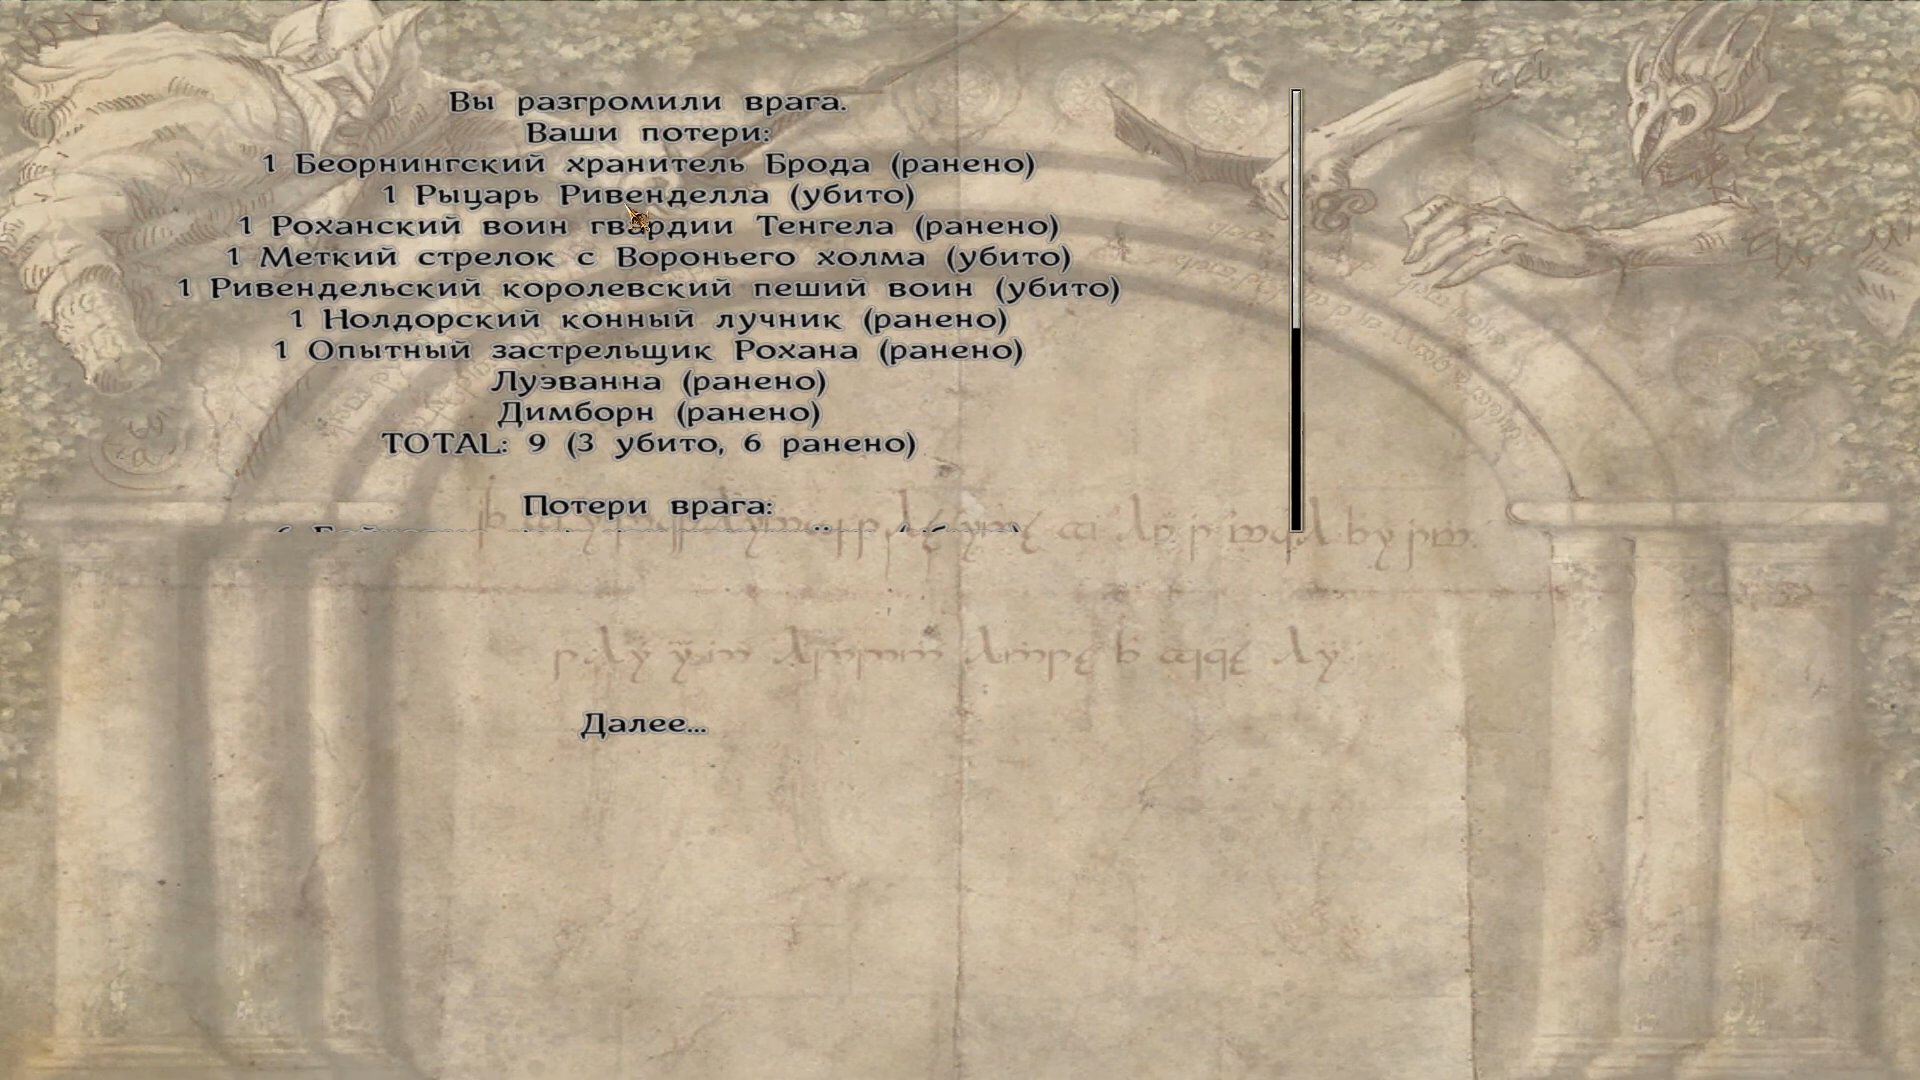 Вы разгромили врага.
Ваши потери:
1 Беорнингский хранитель Брода (ранено)
1 Рыцарь Ривенделла (убито)
1 Роханский воин гвардии Тенгела (ранено)
1 Меткий стрелок с Вороньего холма (убито)
1 Ривендельский королевский пеший воин (убито)
1 Нолдорский конный лучник (ранено)
1 Опытный застрельщик Рохана (ранено)
Луэванна (ранено)
Димборн (ранено)
TOTAL: 9 (3 убито, 6 ранено)
Потери врага:
Далее...